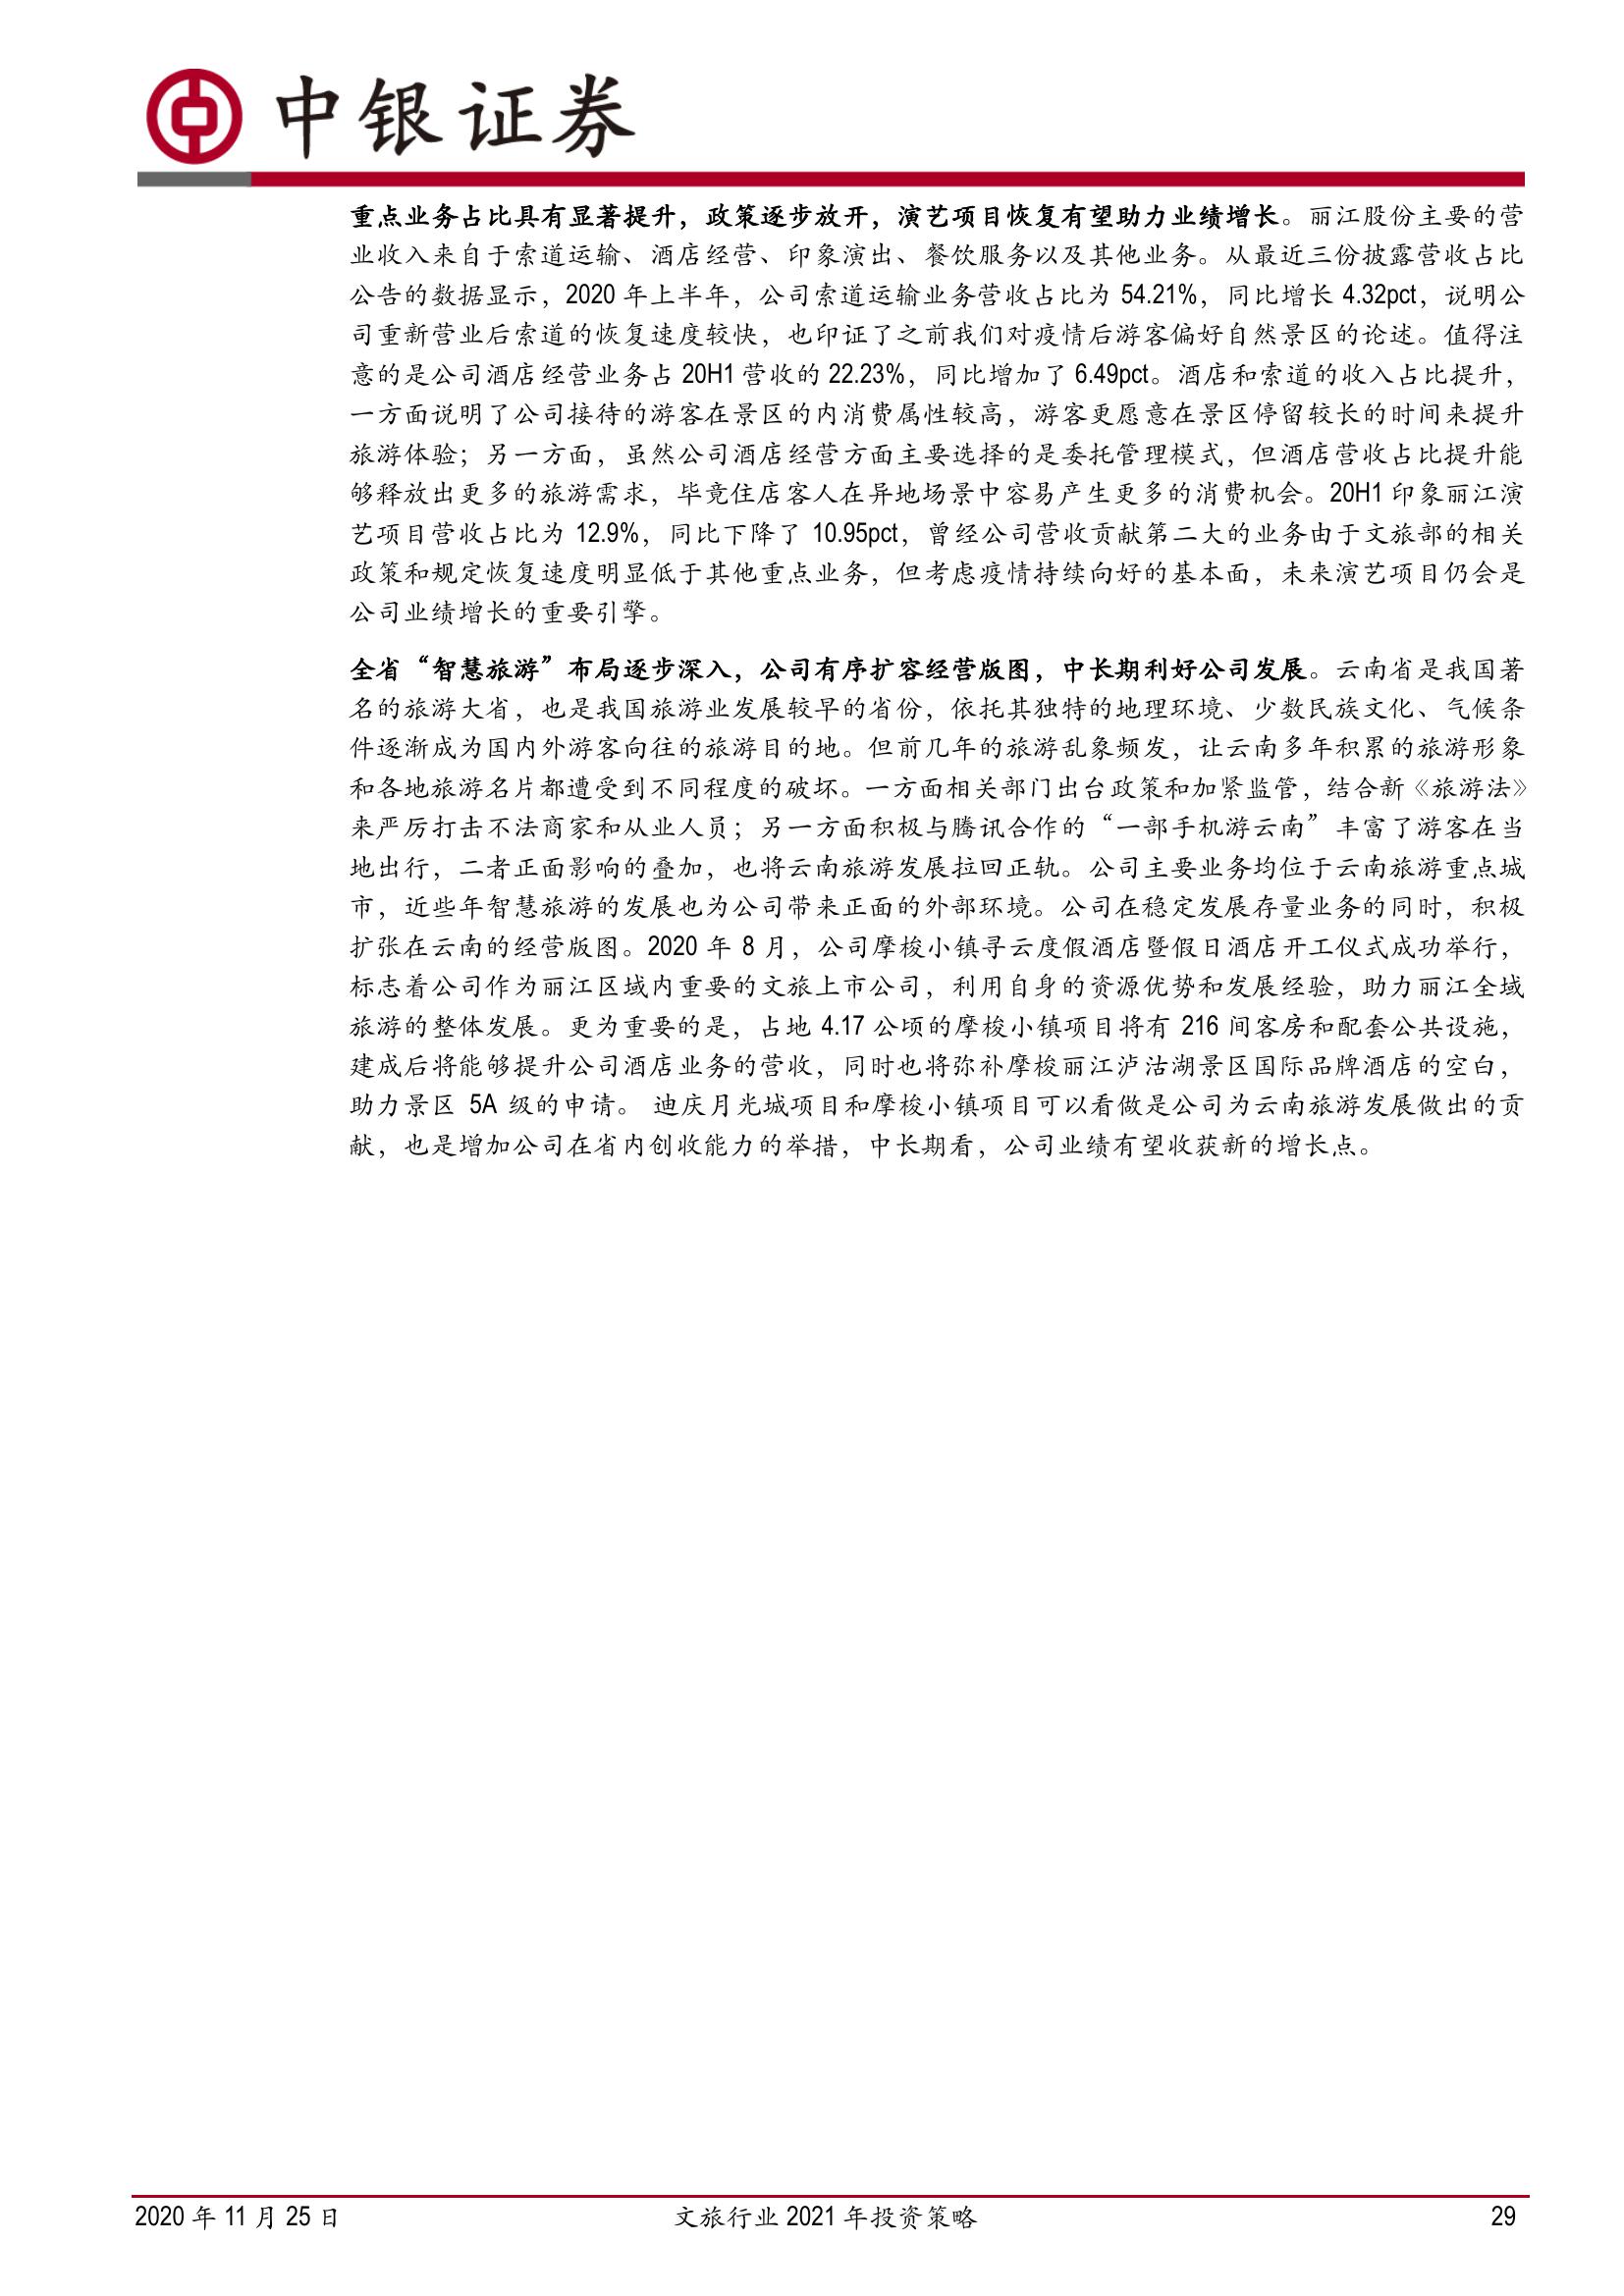 中银证券
重点业务占比具有显著提升，政策逐步放开，演艺项目恢复有望助力业绩增长。丽江股份主要的营
业收入来自于索道运输、酒店经营、印象演出、餐饮服务以及其他业务。从最近三份披露营收占比
公告的数据显示，2020 年上半年，公司索道运输业务营收占比为 54.21%，同比增长 4.32pct，说明公
司重新营业后索道的恢复速度较快，也印证了之前我们对疫情后游客偏好自然景区的论述。值得注
意的是公司酒店经营业务占 20H1 营收的 22.23%，同比增加了 6.49pct。酒店和索道的收入占比提升，
一方面说明了公司接待的游客在景区的内消费属性较高，游客更愿意在景区停留较长的时间来提升
旅游体验；另一方面，虽然公司酒店经营方面主要选择的是委托管理模式，但酒店营收占比提升能
够释放出更多的旅游需求，毕竟住店客人在异地场景中容易产生更多的消费机会。20H1 印象丽江演
艺项目营收占比为 12.9%，同比下降了 10.95pct，曾经公司营收贡献第二大的业务由于文旅部的相关
政策和规定恢复速度明显低于其他重点业务，但考虑疫情持续向好的基本面，未来演艺项目仍会是
公司业绩增长的重要引擎。
全省“智慧旅游”布局逐步深入，公司有序扩容经营版图，中长期利好公司发展。云南省是我国著
名的旅游大省，也是我国旅游业发展较早的省份，依托其独特的地理环境、少数民族文化、气候条
件逐渐成为国内外游客向往的旅游目的地。但前几年的旅游乱象频发，让云南多年积累的旅游形象
和各地旅游名片都遭受到不同程度的破坏。一方面相关部门出台政策和加紧监管，结合新《旅游法》
来严厉打击不法商家和从业人员；另一方面积极与腾讯合作的“一部手机游云南”丰富了游客在当
地出行，二者正面影响的叠加，也将云南旅游发展拉回正轨。公司主要业务均位于云南旅游重点城
市，近些年智慧旅游的发展也为公司带来正面的外部环境。公司在稳定发展存量业务的同时，积极
扩张在云南的经营版图。2020 年 8 月，公司摩梭小镇寻云度假酒店暨假日酒店开工仪式成功举行，
标志着公司作为丽江区域内重要的文旅上市公司，利用自身的资源优势和发展经验，助力丽江全域
旅游的整体发展。更为重要的是，占地 4.17 公顷的摩梭小镇项目将有 216 间客房和配套公共设施，
建成后将能够提升公司酒店业务的营收，同时也将弥补摩梭丽江泸沽湖景区国际品牌酒店的空白，
助力景区 5A 级的申请。 迪庆月光城项目和摩梭小镇项目可以看做是公司为云南旅游发展做出的贡
献，也是增加公司在省内创收能力的举措，中长期看，公司业绩有望收获新的增长点。
2020 年 11 月 25 日 文旅行业 2021 年投资策略 29